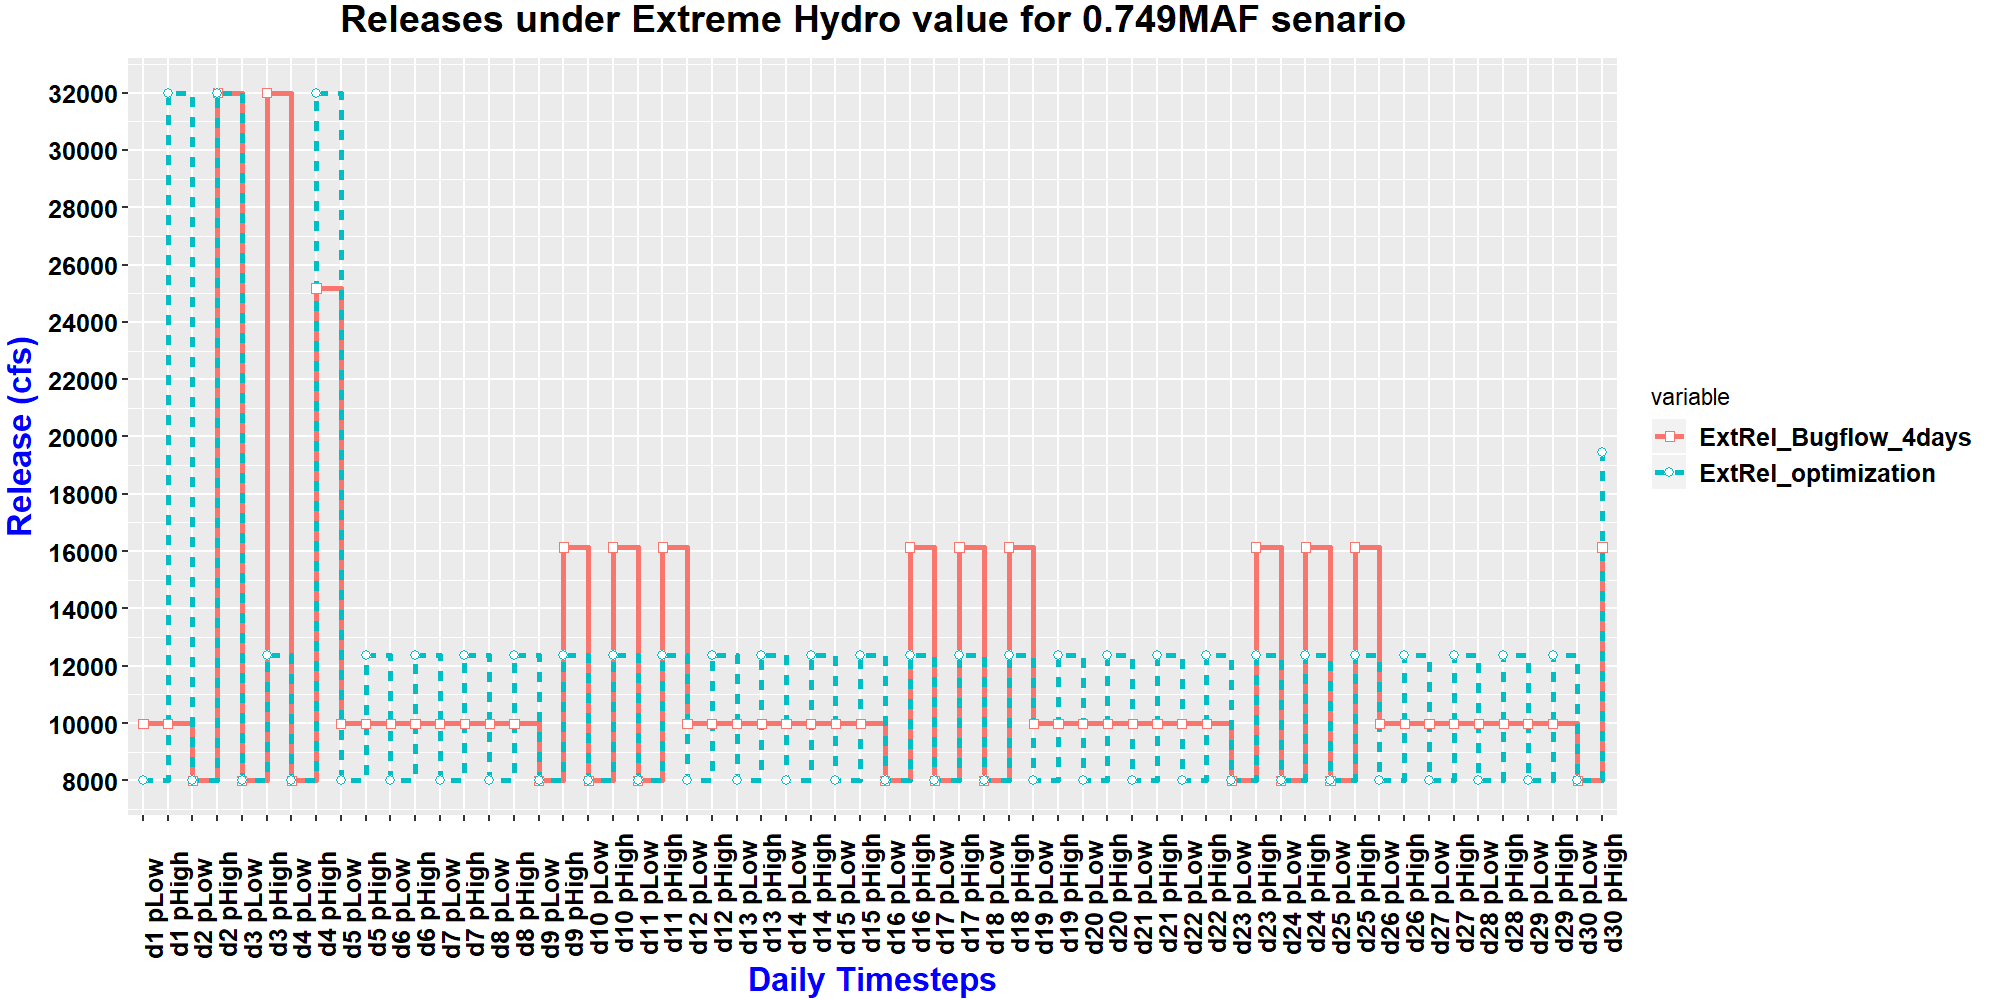 Releases under Extreme Hydro value for 0.749MAF senario
32000
30000
28000
26000
24000
22000
20000
18000
16000
14000
12000
10000
8000
Release (cfs)
d1 pLow
d1 pHigh
d2 pLow
d2 pHigh
d3 pLow
d3 pHigh
d4 pLow
d4 pHigh
d5 pLow
d5 pHigh
d6 pLow
d6 pHigh
d7 pLow
d7 pHigh
d8 pLow
d8 pHigh
d9 pLow
d9 pHigh
d10 pLow
d10 pHigh
d11 pLow
d11 pHigh
d12 pLow
d12 pHigh
d13 pLow
d13 pHigh
d14 pLow
d14 pHigh
d15 pLow
d15 pHigh
d16 pLow
d16 pHigh
d17 pLow
d17 pHigh
d18 pLow
d18 pHigh
d19 pLow
d19 pHigh
d20 pLow
d20 pHigh
d21 pLow
d21 pHigh
d22 pLow
d22 pHigh
d23 pLow
d23 pHigh
d24 pLow
d24 pHigh
d25 pLow
d25 pHigh
d26 pLow
d26 pHigh
d27 pLow
d27 pHigh
d28 pLow
d28 pHigh
d29 pLow
d29 pHigh
d30 pLow
d30 pHigh
Daily Timesteps
variable
ExtRel_Bugflow_4days
ExtRel_optimization